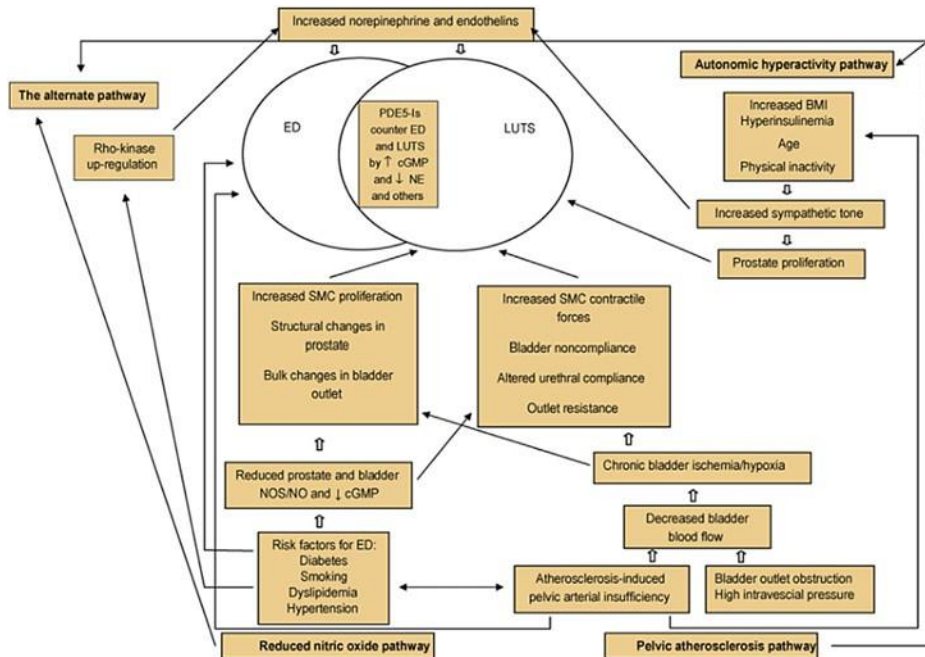 Increased norepinephrine and endothelins
The alternate pathway
Autonomic hyperactivity pathway
Rho-kinase
up-regulation
ED
PDE5-Is
counter ED
and LUTS
by ↑ cGMP
and ↓ NE
and others
LUTS
Increased BMI
Hyperinsulinemia
Age
Physical inactivity
Increased sympathetic tone
Prostate proliferation
Increased SMC proliferation
Structural changes in
prostate
Bulk changes in bladder
outlet
Increased SMC contractile
forces
Bladder noncompliance
Altered urethral compliance
Outlet resistance
Reduced prostate and bladder
NOS/NO and ↓ cGMP
Chronic bladder ischemia/hypoxia
Decreased bladder
blood flow
Risk factors for ED:
Diabetes
Smoking
Dyslipidemia
Hypertension
Atherosclerosis-induced
pelvic arterial insufficiency
Bladder outlet obstruction
High intravescial pressure
Reduced nitric oxide pathway
Pelvic atherosclerosis pathway